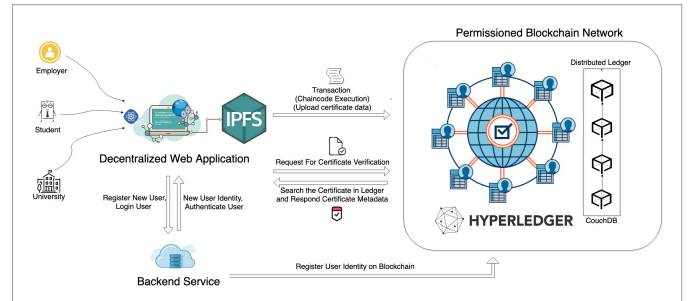 Permissioned Blockchain Network
Employer
Student
University
Decentralized Web Application
IPFS
Transaction
(Chaincode Execution)
(Upload certificate data)
Request For Certificate Verification
Search the Certificate in Ledger
and Respond Certificate Metadata
Distributed Ledger
CouchDB
HYPERLEDGER
Register New User,
Login User
New User Identity,
Authenticate User
Backend Service
Register User Identity on Blockchain